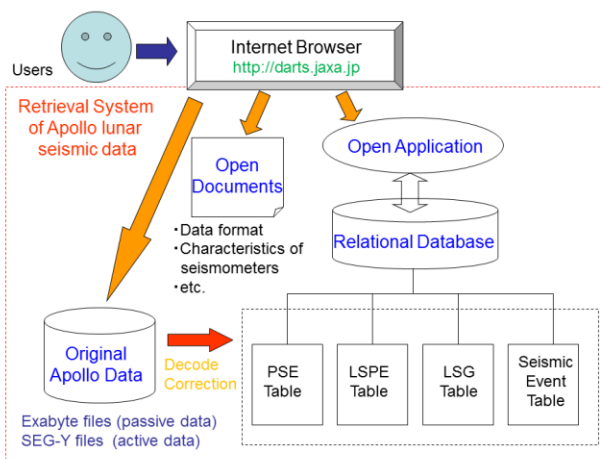 Users
Internet Browser
http://darts.jaxa.jp
Retrieval System
of Apollo lunar
seismic data
Open
Documents
・Data format
・Characteristics of
seismometers
・etc.
Open Application
Relational Database
Original
Apollo Data
Decode
Correction
PSE
Table
LSPE
Table
LSG
Table
Seismic
Event
Table
Exabyte files (passive data)
SEG-Y files (active data)